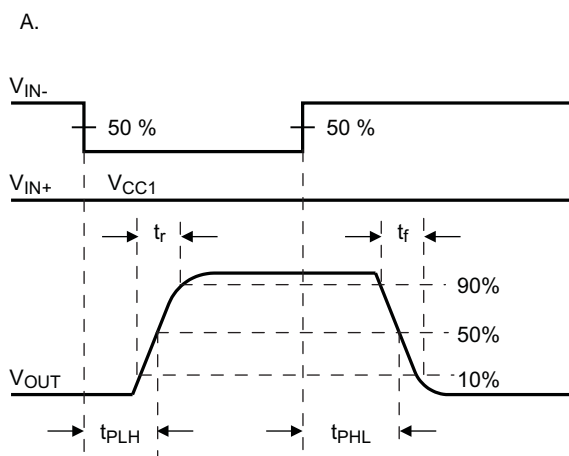 A.
VIN-
50 %
50 %
VIN+
VCC1
tr
tf
90%
50%
VOUT
10%
tPLH
tPHL